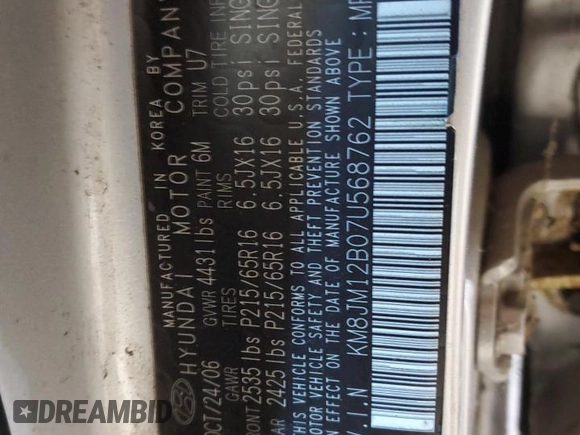 MANUFACTURED IN KOREA BY
HYUNDAI MOTOR COMPANY
OCT/24/06 GVWR 4431lbs PAINT 6M TRIM U7
GAWR TIRES RIMS COLD TIRE INF
FRONT 2535 lbs P215/65R16 6.5JX16 30psi SING
REAR 2425 lbs P215/65R16 6.5JX16 30 psi SING
THIS VEHICLE CONFORMS TO ALL APPLICABLE U.S.A. FEDERAL
MOTOR VEHICLE SAFETY AND THEFT PREVENTION STANDARDS
IN EFFECT ON THE DATE OF MANUFACTURE SHOWN ABOVE
V.I.N KM8JM12B07U568762 TYPE : MP
DREAMBID